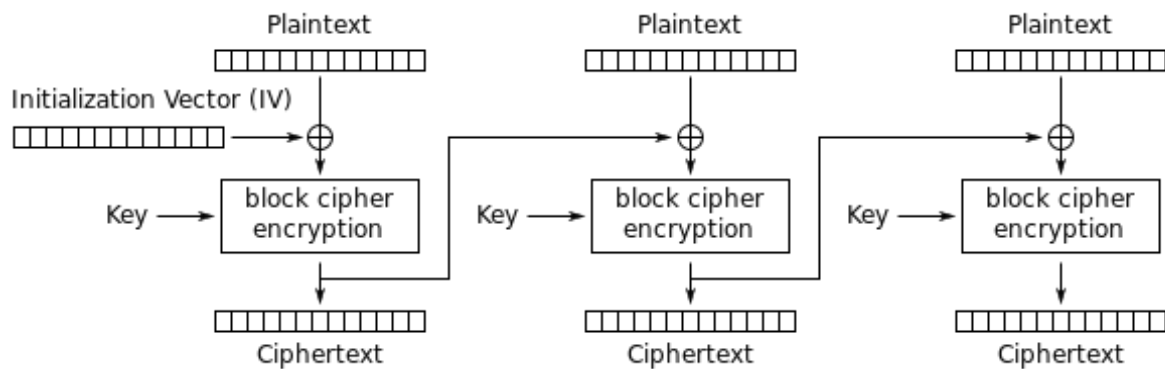 Plaintext
Plaintext
Plaintext
Initialization Vector (IV)
Key
block cipher
encryption
Key
block cipher
encryption
Key
block cipher
encryption
Ciphertext
Ciphertext
Ciphertext